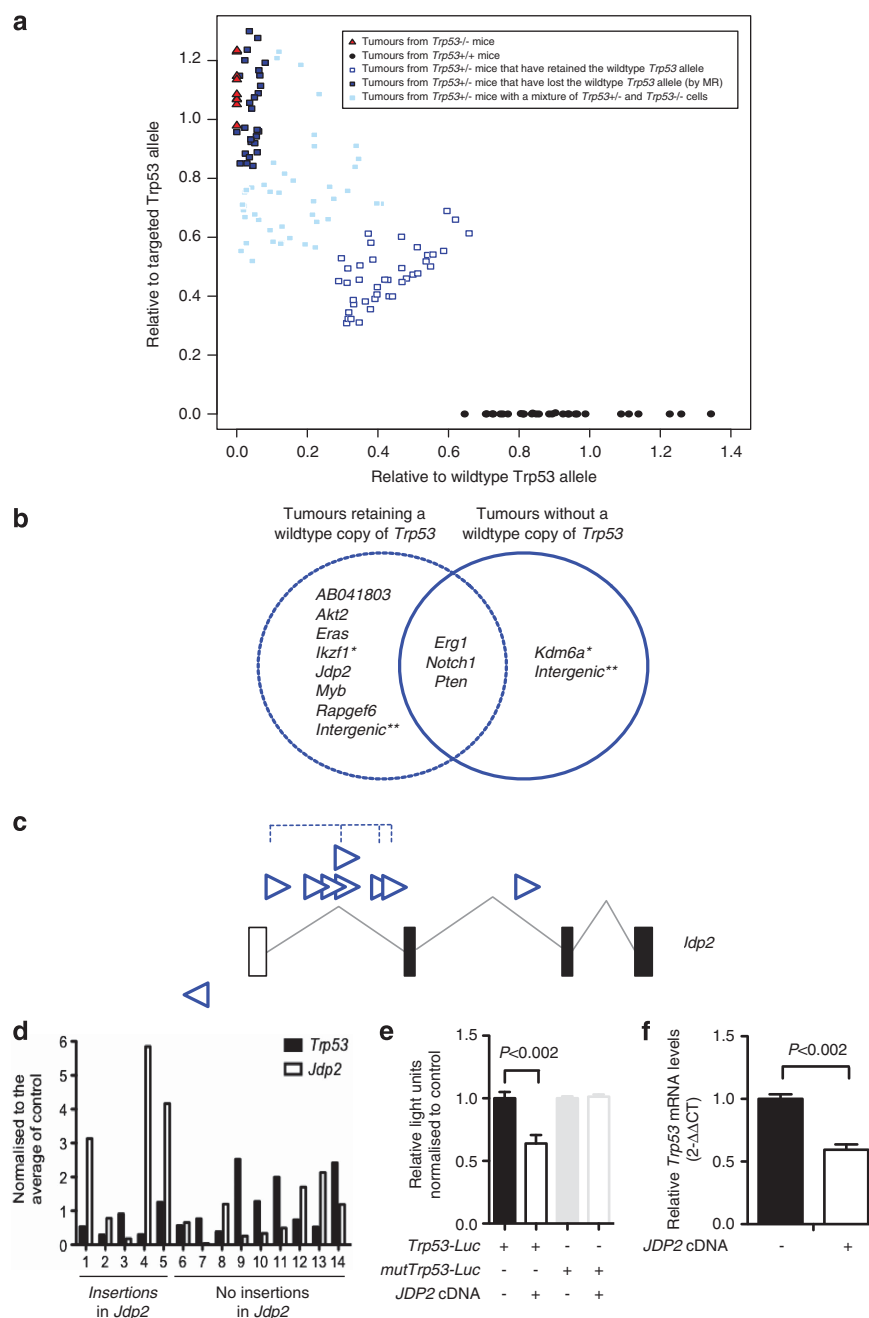 a
Tumours from Trp53-/- mice
Tumours from Trp53+/+ mice
Tumours from Trp53+/- mice that have retained the wildtype Trp53 allele
Tumours from Trp53+/- mice that have lost the wildtype Trp53 allele (by MR)
Tumours from Trp53+/- mice with a mixture of Trp53+/- and Trp53-/- cells
Relative to targeted Trp53 allele
1.2
1.0
0.8
0.6
0.4
0.2
0.0
0.0 0.2 0.4 0.6 0.8 1.0 1.2 1.4
Relative to wildtype Trp53 allele
b
Tumours retaining a wildtype copy of Trp53
Tumours without a wildtype copy of Trp53
AB041803
Akt2
Eras
Ikzf1*
Jdp2
Myb
Rapgef6
Intergenic**
Erg1
Notch1
Pten
Kdm6a*
Intergenic**
c
Idp2
d
Normalised to the average of control
6
5
4
3
2
1
0
Trp53
Jdp2
1 2 3 4 5 6 7 8 9 10 11 12 13 14
Insertions in Jdp2
No insertions in Jdp2
e
Relative light units normalised to control
1.5
1.0
0.5
0.0
P<0.002
Trp53-Luc + + - -
mutTrp53-Luc - - + +
JDP2 cDNA - + - +
f
Relative Trp53 mRNA levels (2-ΔΔCT)
1.5
1.0
0.5
0.0
P<0.002
JDP2 cDNA - +